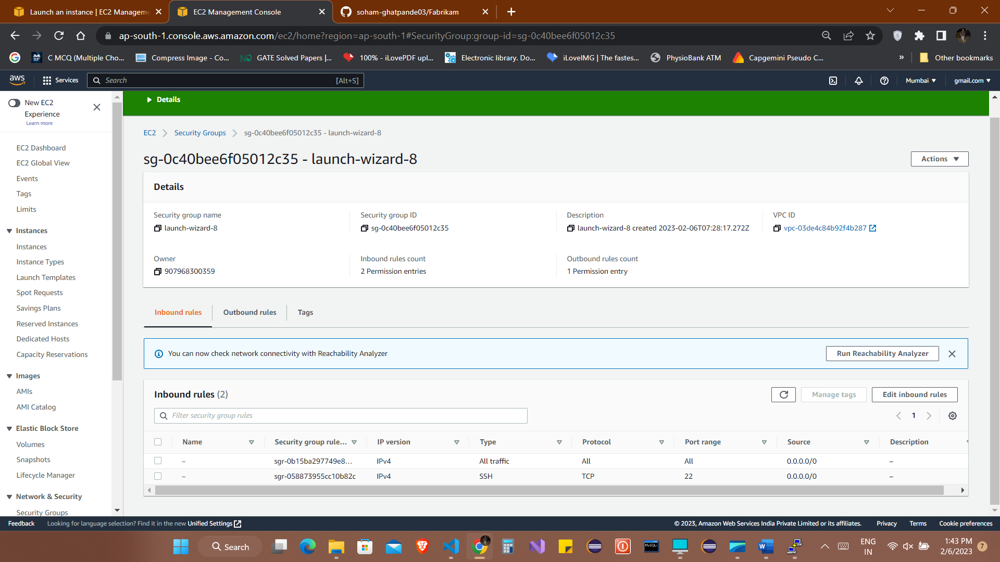 Launch an instance | EC2 Managem
EC2 Management Console
soham-ghatpande03/Fabrikam
ap-south-1.console.aws.amazon.com/ec2/home?region=ap-south-1#SecurityGroup:group-id=sg-0c40bee6f05012c35
C MCQ (Multiple Cho...
Compress Image - Co...
NO
GATE Solved Papers |...
100% - iLovePDF upl...
Electronic library. Do...
iLoveIMG | The fastes...
PhysioBank ATM
Capgemini Pseudo C...
»
Other bookmarks
aws
Services
Search
[Alt+S]
Mumbai
gmail.com
New EC2
Experience
Learn more
EC2 Dashboard
EC2 Global View
Events
Tags
Limits
Instances
Instances
Instance Types
Launch Templates
Spot Requests
Savings Plans
Reserved Instances
Dedicated Hosts
Capacity Reservations
Images
AMIs
AMI Catalog
Elastic Block Store
Volumes
Snapshots
Lifecycle Manager
Network & Security
Security Groups
Details
EC2
Security Groups
sg-0c40bee6f05012c35 - launch-wizard-8
sg-0c40bee6f05012c35 - launch-wizard-8
Actions
Details
Security group name
launch-wizard-8
Security group ID
sg-0c40bee6f05012c35
Description
launch-wizard-8 created 2023-02-06T07:28:17.272Z
VPC ID
vpc-03de4c84b92f4b287
Owner
907968300359
Inbound rules count
2 Permission entries
Outbound rules count
1 Permission entry
Inbound rules
Outbound rules
Tags
You can now check network connectivity with Reachability Analyzer
Run Reachability Analyzer
Inbound rules (2)
Manage tags
Edit inbound rules
Filter security group rules
1
Name Security group rule... IP version Type Protocol Port range Source Description
– sgr-0b15ba297749e8... IPv4 All traffic All All 0.0.0.0/0 –
– sgr-058873955cc10b82c IPv4 SSH TCP 22 0.0.0.0/0 –
Feedback
Looking for language selection? Find it in the new Unified Settings
© 2023, Amazon Web Services India Private Limited or its affiliates.
Privacy
Terms
Cookie preferences
Search
ENG
IN
1:43 PM
2/6/2023
7